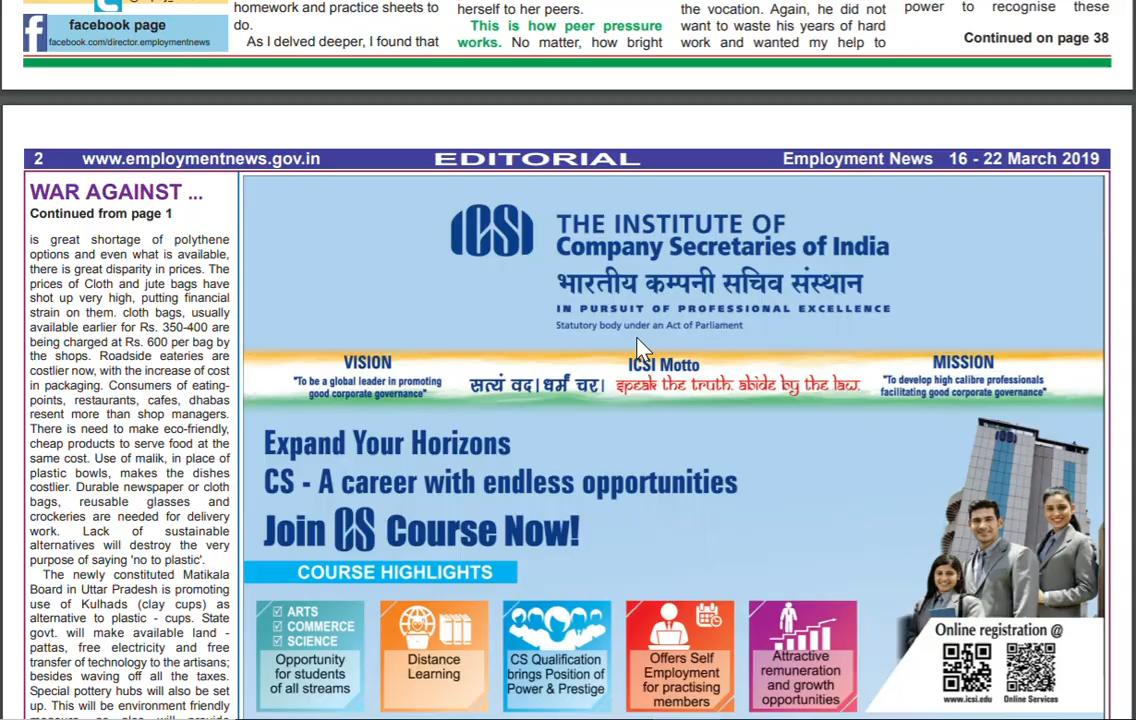 facebook page
facebook.com/director.employmentnews
homework and practice sheets to
do.
As I delved deeper, I found that
herself to her peers.
This is how peer pressure
works. No matter, how bright
the vocation. Again, he did not
want to waste his years of hard
work and wanted my help to
power to recognise these
Continued on page 38
2 www.employmentnews.gov.in EDITORIAL Employment News 16 - 22 March 2019
WAR AGAINST ...
Continued from page 1
is great shortage of polythene
options and even what is available,
there is great disparity in prices. The
prices of Cloth and jute bags have
shot up very high, putting financial
strain on them. cloth bags, usually
available earlier for Rs. 350-400 are
being charged at Rs. 600 per bag by
the shops. Roadside eateries are
costlier now, with the increase of cost
in packaging. Consumers of eating-
points, restaurants, cafes, dhabas
resent more than shop managers.
There is need to make eco-friendly,
cheap products to serve food at the
same cost. Use of malik, in place of
plastic bowls, makes the dishes
costlier. Durable newspaper or cloth
bags, reusable glasses and
crockeries are needed for delivery
work. Lack of sustainable
alternatives will destroy the very
purpose of saying 'no to plastic'.
The newly constituted Matikala
Board in Uttar Pradesh is promoting
use of Kulhads (clay cups) as
alternative to plastic - cups. State
govt. will make available land -
pattas, free electricity and free
transfer of technology to the artisans;
besides waving off all the taxes.
Special pottery hubs will also be set
up. This will be environment friendly
ICSI
THE INSTITUTE OF
Company Secretaries of India
भारतीय कम्पनी सचिव संस्थान
IN PURSUIT OF PROFESSIONAL EXCELLENCE
Statutory body under an Act of Parliament
VISION
"To be a global leader in promoting
good corporate governance"
ICSI Motto
सत्यं वद। धर्मं चर। speak the truth. abide by the law.
MISSION
"To develop high calibre professionals
facilitating good corporate governance"
Expand Your Horizons
CS - A career with endless opportunities
Join CS Course Now!
COURSE HIGHLIGHTS
ARTS
COMMERCE
SCIENCE
Opportunity
for students
of all streams
Distance
Learning
CS Qualification
brings Position of
Power & Prestige
Offers Self
Employment
for practising
members
Attractive
remuneration
and growth
opportunities
ICSI
Online registration @
www.icsi.edu Online Services